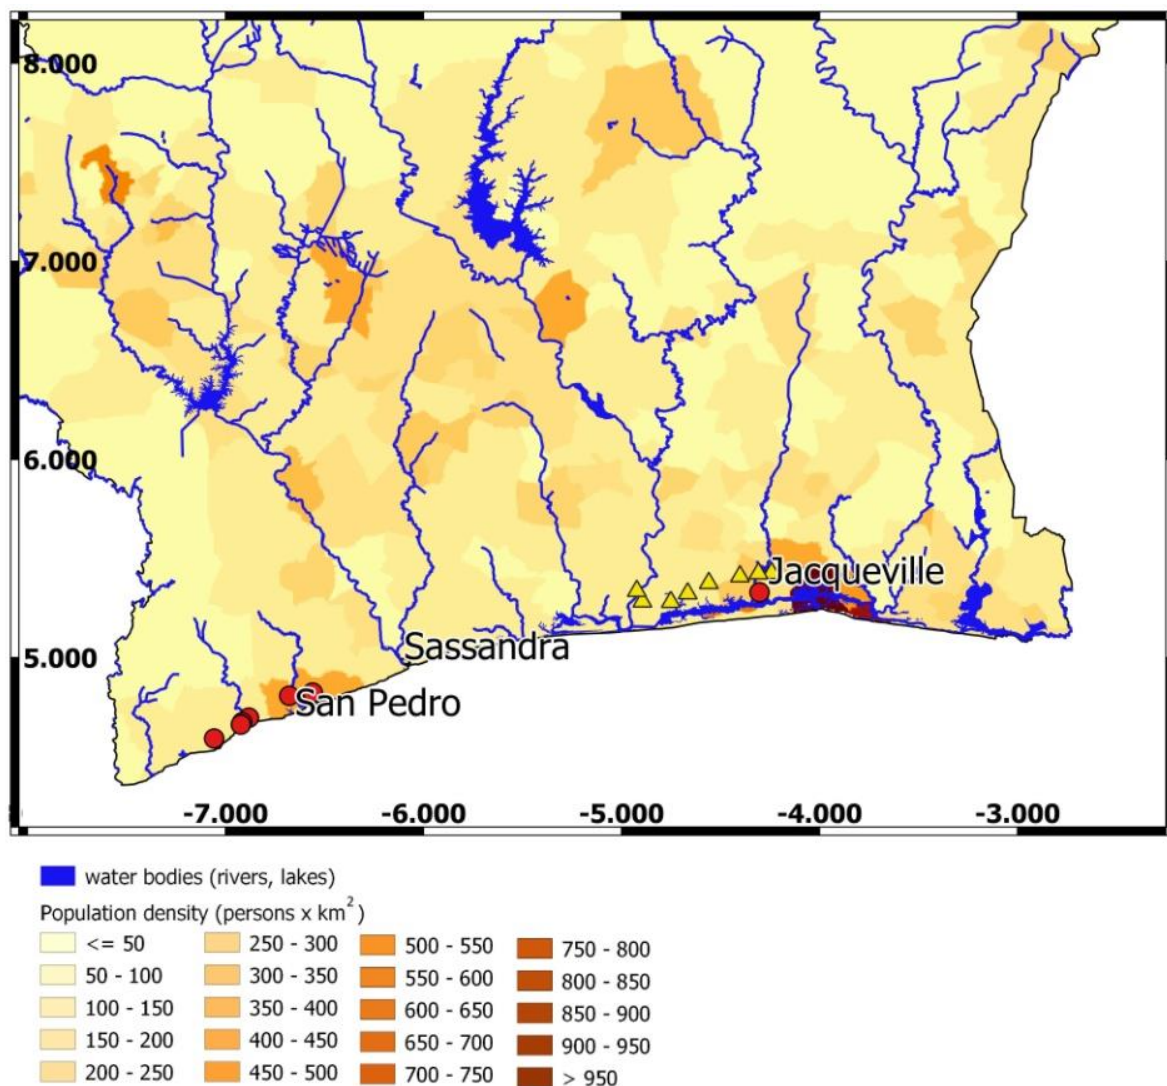 8.000
7.000
6.000
Jacqueville
5.000
Sassandra
San Pedro
-7.000 -6.000 -5.000 -4.000 -3.000
water bodies (rivers, lakes)
Population density (persons x km²)
<= 50 250 - 300 500 - 550 750 - 800
50 - 100 300 - 350 550 - 600 800 - 850
100 - 150 350 - 400 600 - 650 850 - 900
150 - 200 400 - 450 650 - 700 900 - 950
200 - 250 450 - 500 700 - 750 > 950